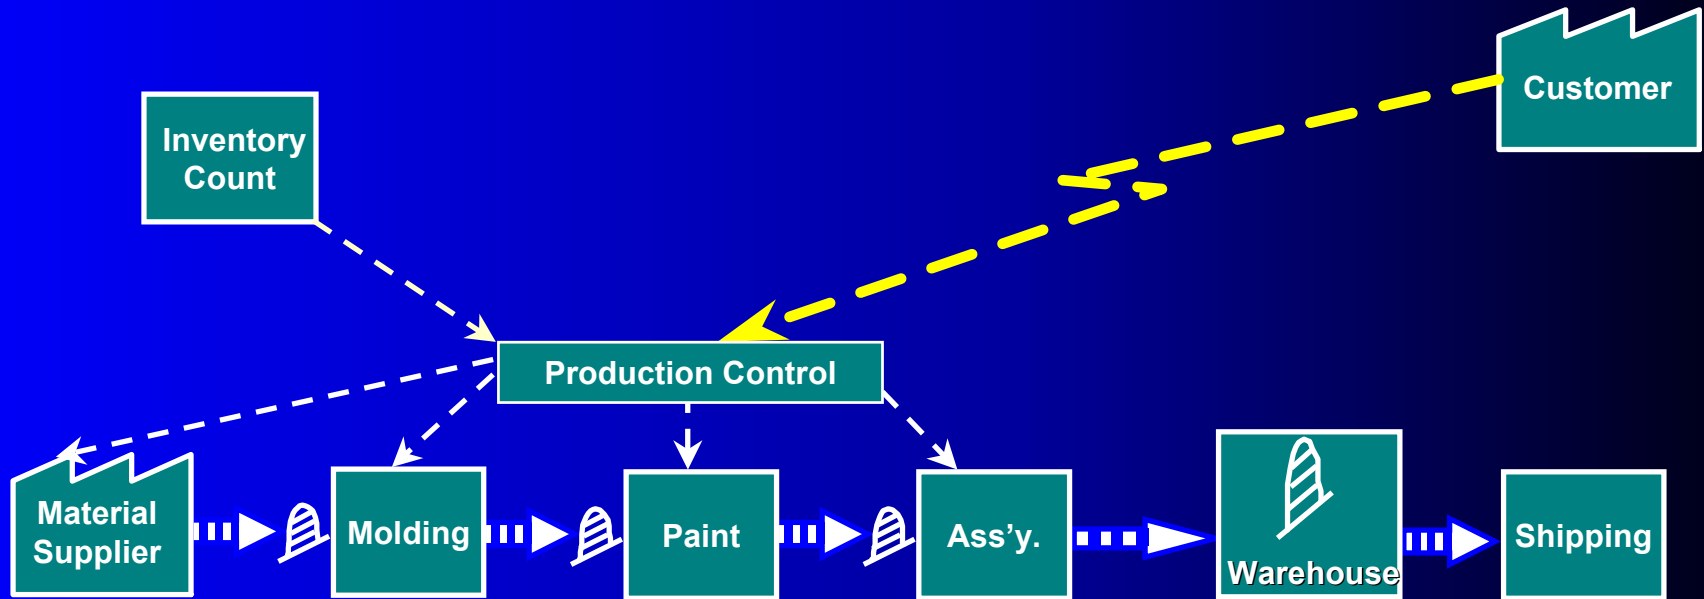 Customer
Inventory
Count
Production Control
Material
Supplier
Molding
Paint
Ass’y.
Warehouse
Shipping